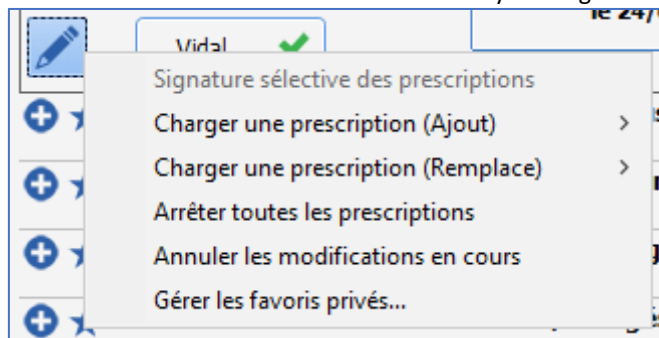 le 24/
Vidal
Signature sélective des prescriptions
Charger une prescription (Ajout)
Charger une prescription (Remplace)
Arrêter toutes les prescriptions
Annuler les modifications en cours
Gérer les favoris privés...